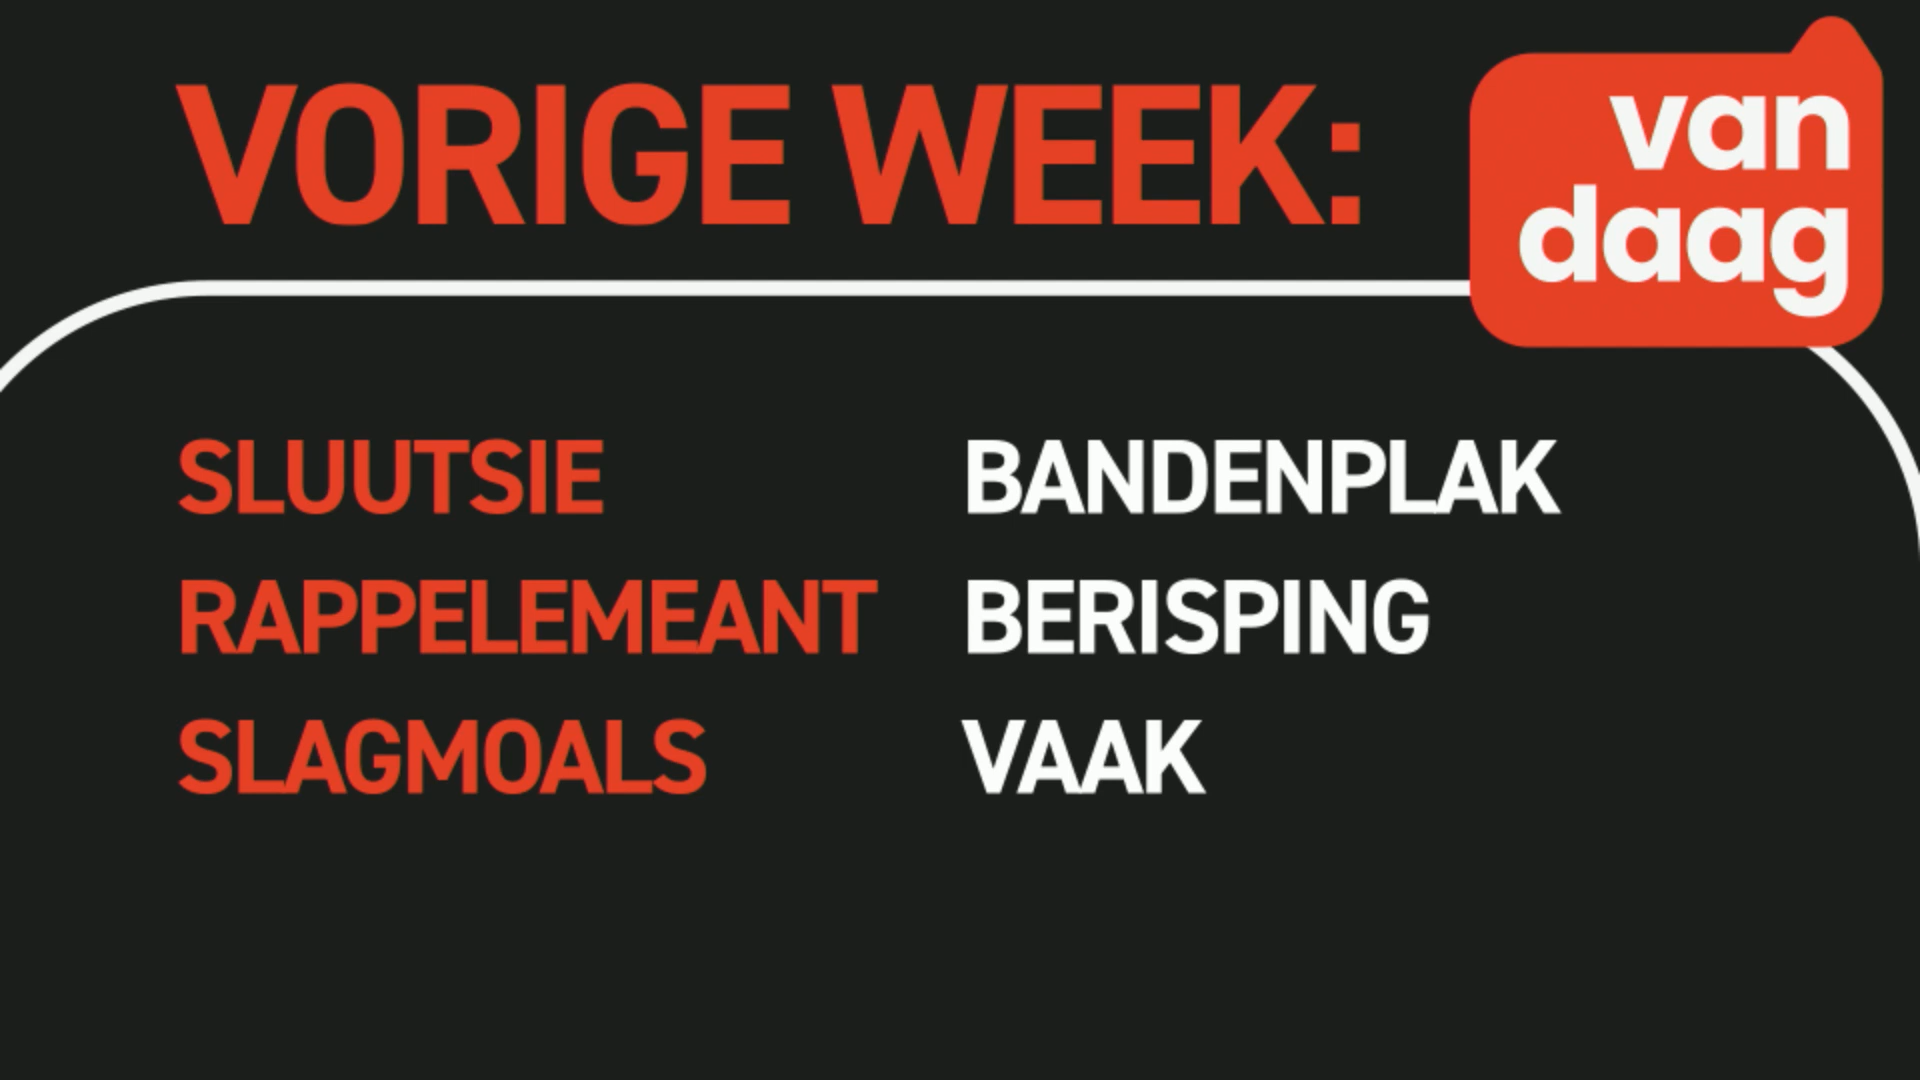 VORIGE WEEK:
van
daag
SLUUTSIE BANDENPLAK
RAPPELEMEANT BERISPING
SLAGMOALS VAAK